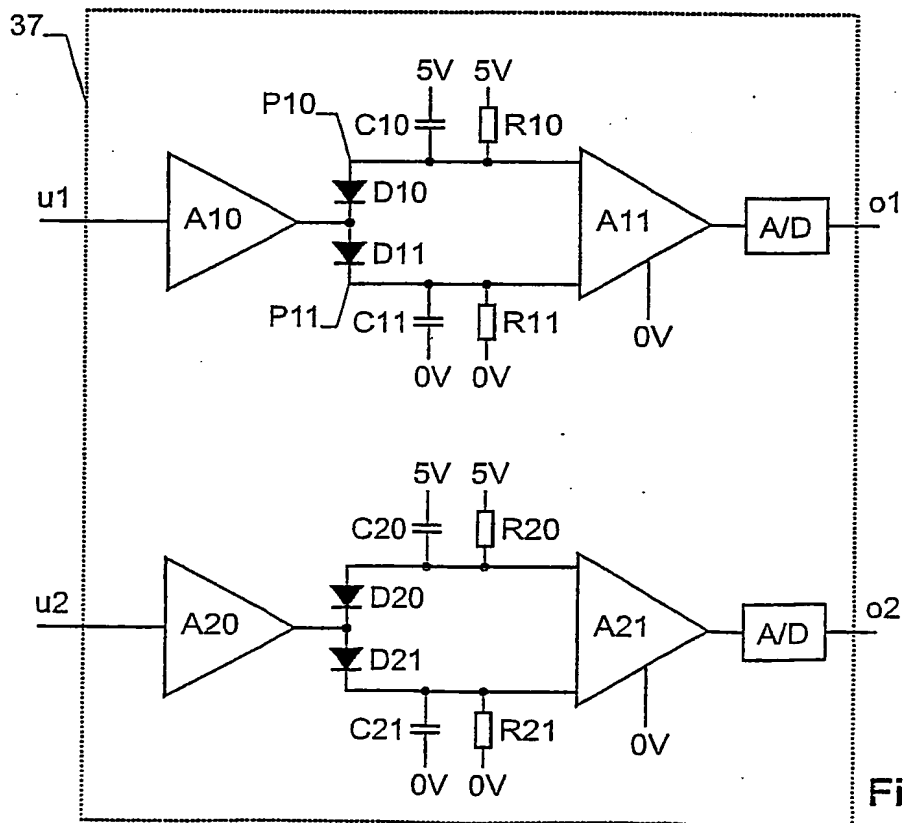 37
5V 5V
P10
C10 R10
u1
A10
D10
D11
A11
A/D
o1
P11
C11 R11
0V 0V
0V
5V 5V
C20 R20
u2
A20
D20
D21
A21
A/D
o2
C21 R21
0V 0V
0V
Fi